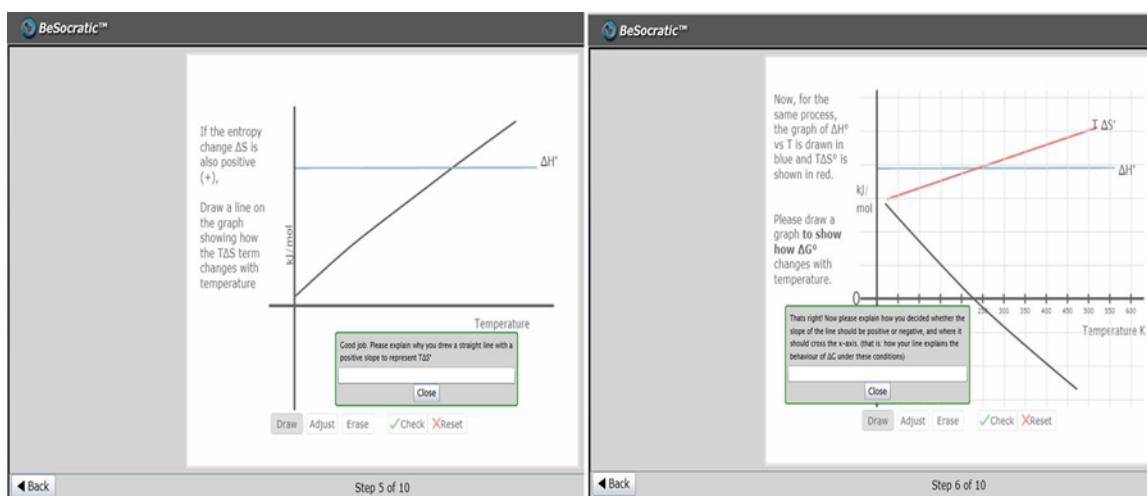 BeSocratic™
If the entropy
change ΔS is
also positive
(+),
Draw a line on
the graph
showing how
the TΔS term
changes with
temperature
kJ/mol
ΔH°
Temperature
Good job. Please explain why you drew a straight line with a
positive slope to represent TΔS°
Close
Draw Adjust Erase ✓Check XReset
Back
Step 5 of 10
BeSocratic™
Now, for the
same process,
the graph of ΔH°
vs T is drawn in
blue and TΔS° is
shown in red.
Please draw a
graph to show
how ΔG°
changes with
temperature.
kJ/
mol
T ΔS°
ΔH°
0
250 300 350 400 450 500 550 600
Temperature K
Thats right! Now please explain how you decided whether the
slope of the line should be positive or negative, and where it
should cross the x-axis. (that is: how your line explains the
behaviour of ΔG under these conditions)
Close
Draw Adjust Erase ✓Check XReset
Back
Step 6 of 10